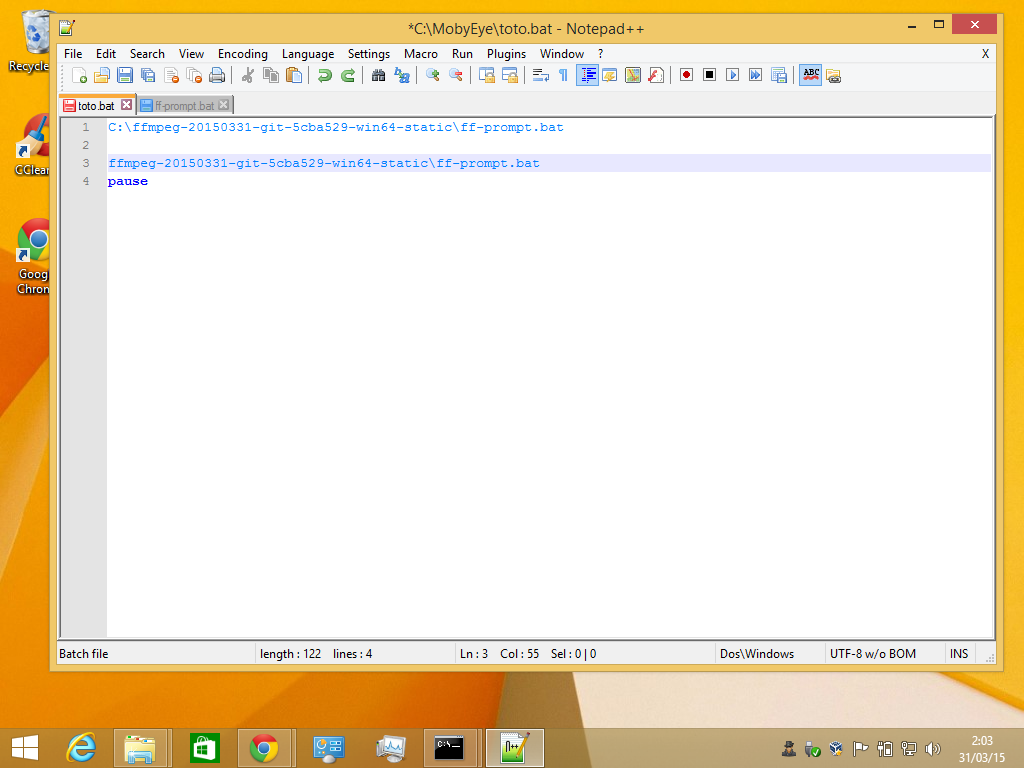 *C:\MobyEye\toto.bat - Notepad++
File Edit Search View Encoding Language Settings Macro Run Plugins Window ? X
ABC
toto.bat ff-prompt.bat
1 C:\ffmpeg-20150331-git-5cba529-win64-static\ff-prompt.bat
2
3 ffmpeg-20150331-git-5cba529-win64-static\ff-prompt.bat
4 pause
Recycle
CClean
Goog
Chron
Batch file length : 122 lines : 4 Ln : 3 Col : 55 Sel : 0 | 0 Dos\Windows UTF-8 w/o BOM INS
C:\
2:03
31/03/15